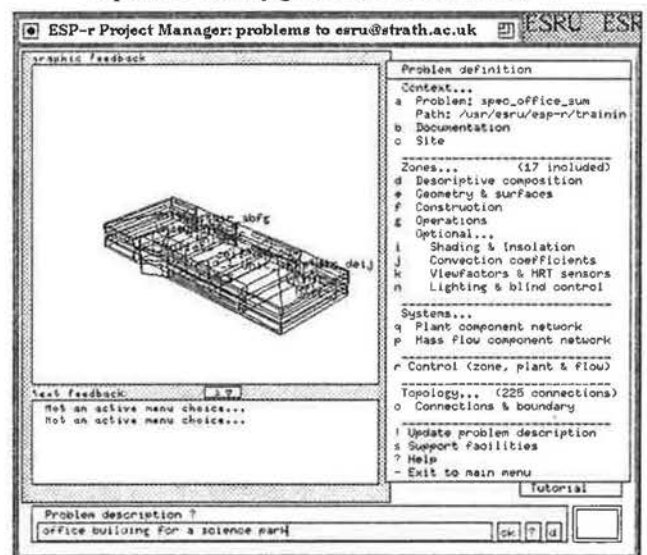 ESP-r Project Manager: problems to esru@strath.ac.uk
ESRU ESR
graphic feedback
Problem definition
Context...
a Problem: spec_office_sum
Path: /usr/esru/esp-r/trainin
b Documentation
c Site
Zones... (17 included)
d Descriptive composition
e Geometry & surfaces
f Construction
g Operations
Optional...
i Shading & Insolation
j Convection coefficients
k Viewfactors & MRT sensors
n Lighting & blind control
Systems...
q Plant component network
p Mass flow component network
r Control (zone, plant & flow)
Topology... (225 connections)
o Connections & boundary
! Update problem description
s Support facilities
? Help
- Exit to main menu
Tutorial
text feedback
Not an active menu choice...
Not an active menu choice...
Problem description ?
office building for a science park
ok ? d